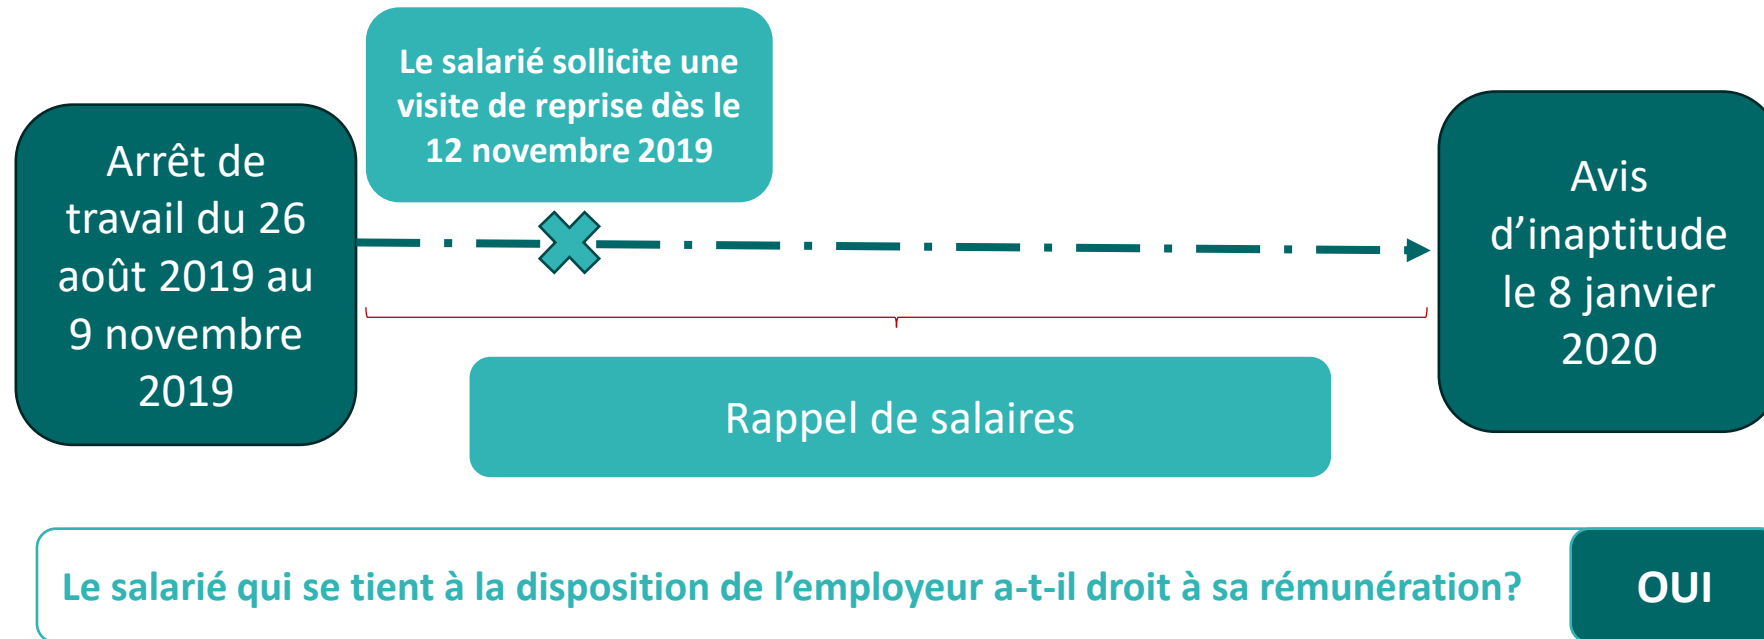 Le salarié sollicite une
visite de reprise dès le
12 novembre 2019
Arrêt de
travail du 26
août 2019 au
9 novembre
2019
Avis
d’inaptitude
le 8 janvier
2020
Rappel de salaires
Le salarié qui se tient à la disposition de l’employeur a-t-il droit à sa rémunération?
OUI